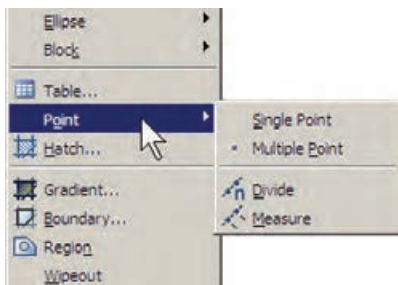 Ellipse
Block
Table...
Point
Single Point
Hatch...
Multiple Point
Gradient...
Divide
Boundary...
Measure
Region
Wipeout